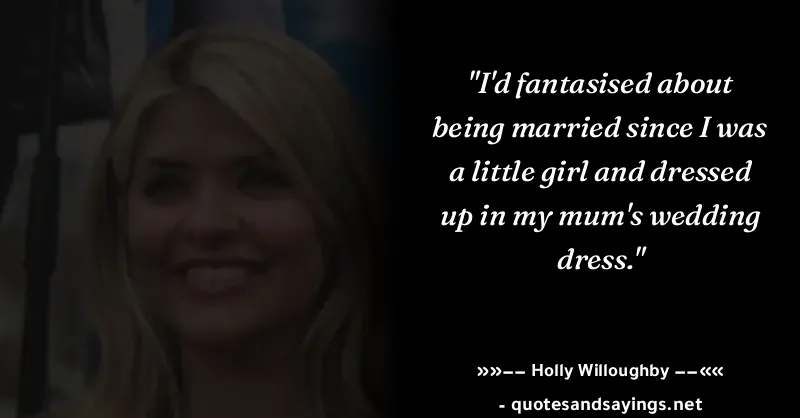 "I'd fantasised about
being married since I was
a little girl and dressed
up in my mum's wedding
dress."
»»−− Holly Willoughby −−««
- quotesandsayings.net